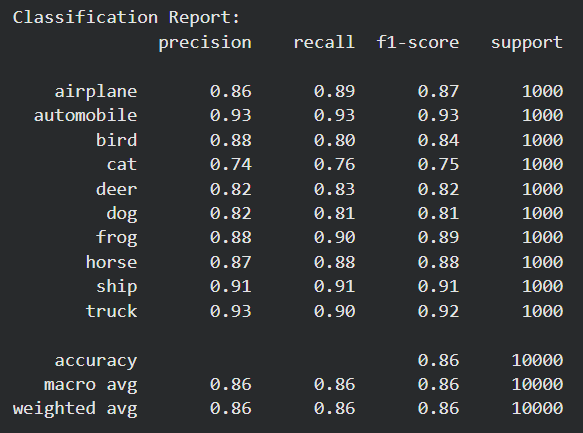 Classification Report:
precision recall f1-score support
airplane 0.86 0.89 0.87 1000
automobile 0.93 0.93 0.93 1000
bird 0.88 0.80 0.84 1000
cat 0.74 0.76 0.75 1000
deer 0.82 0.83 0.82 1000
dog 0.82 0.81 0.81 1000
frog 0.88 0.90 0.89 1000
horse 0.87 0.88 0.88 1000
ship 0.91 0.91 0.91 1000
truck 0.93 0.90 0.92 1000
accuracy 0.86 10000
macro avg 0.86 0.86 0.86 10000
weighted avg 0.86 0.86 0.86 10000